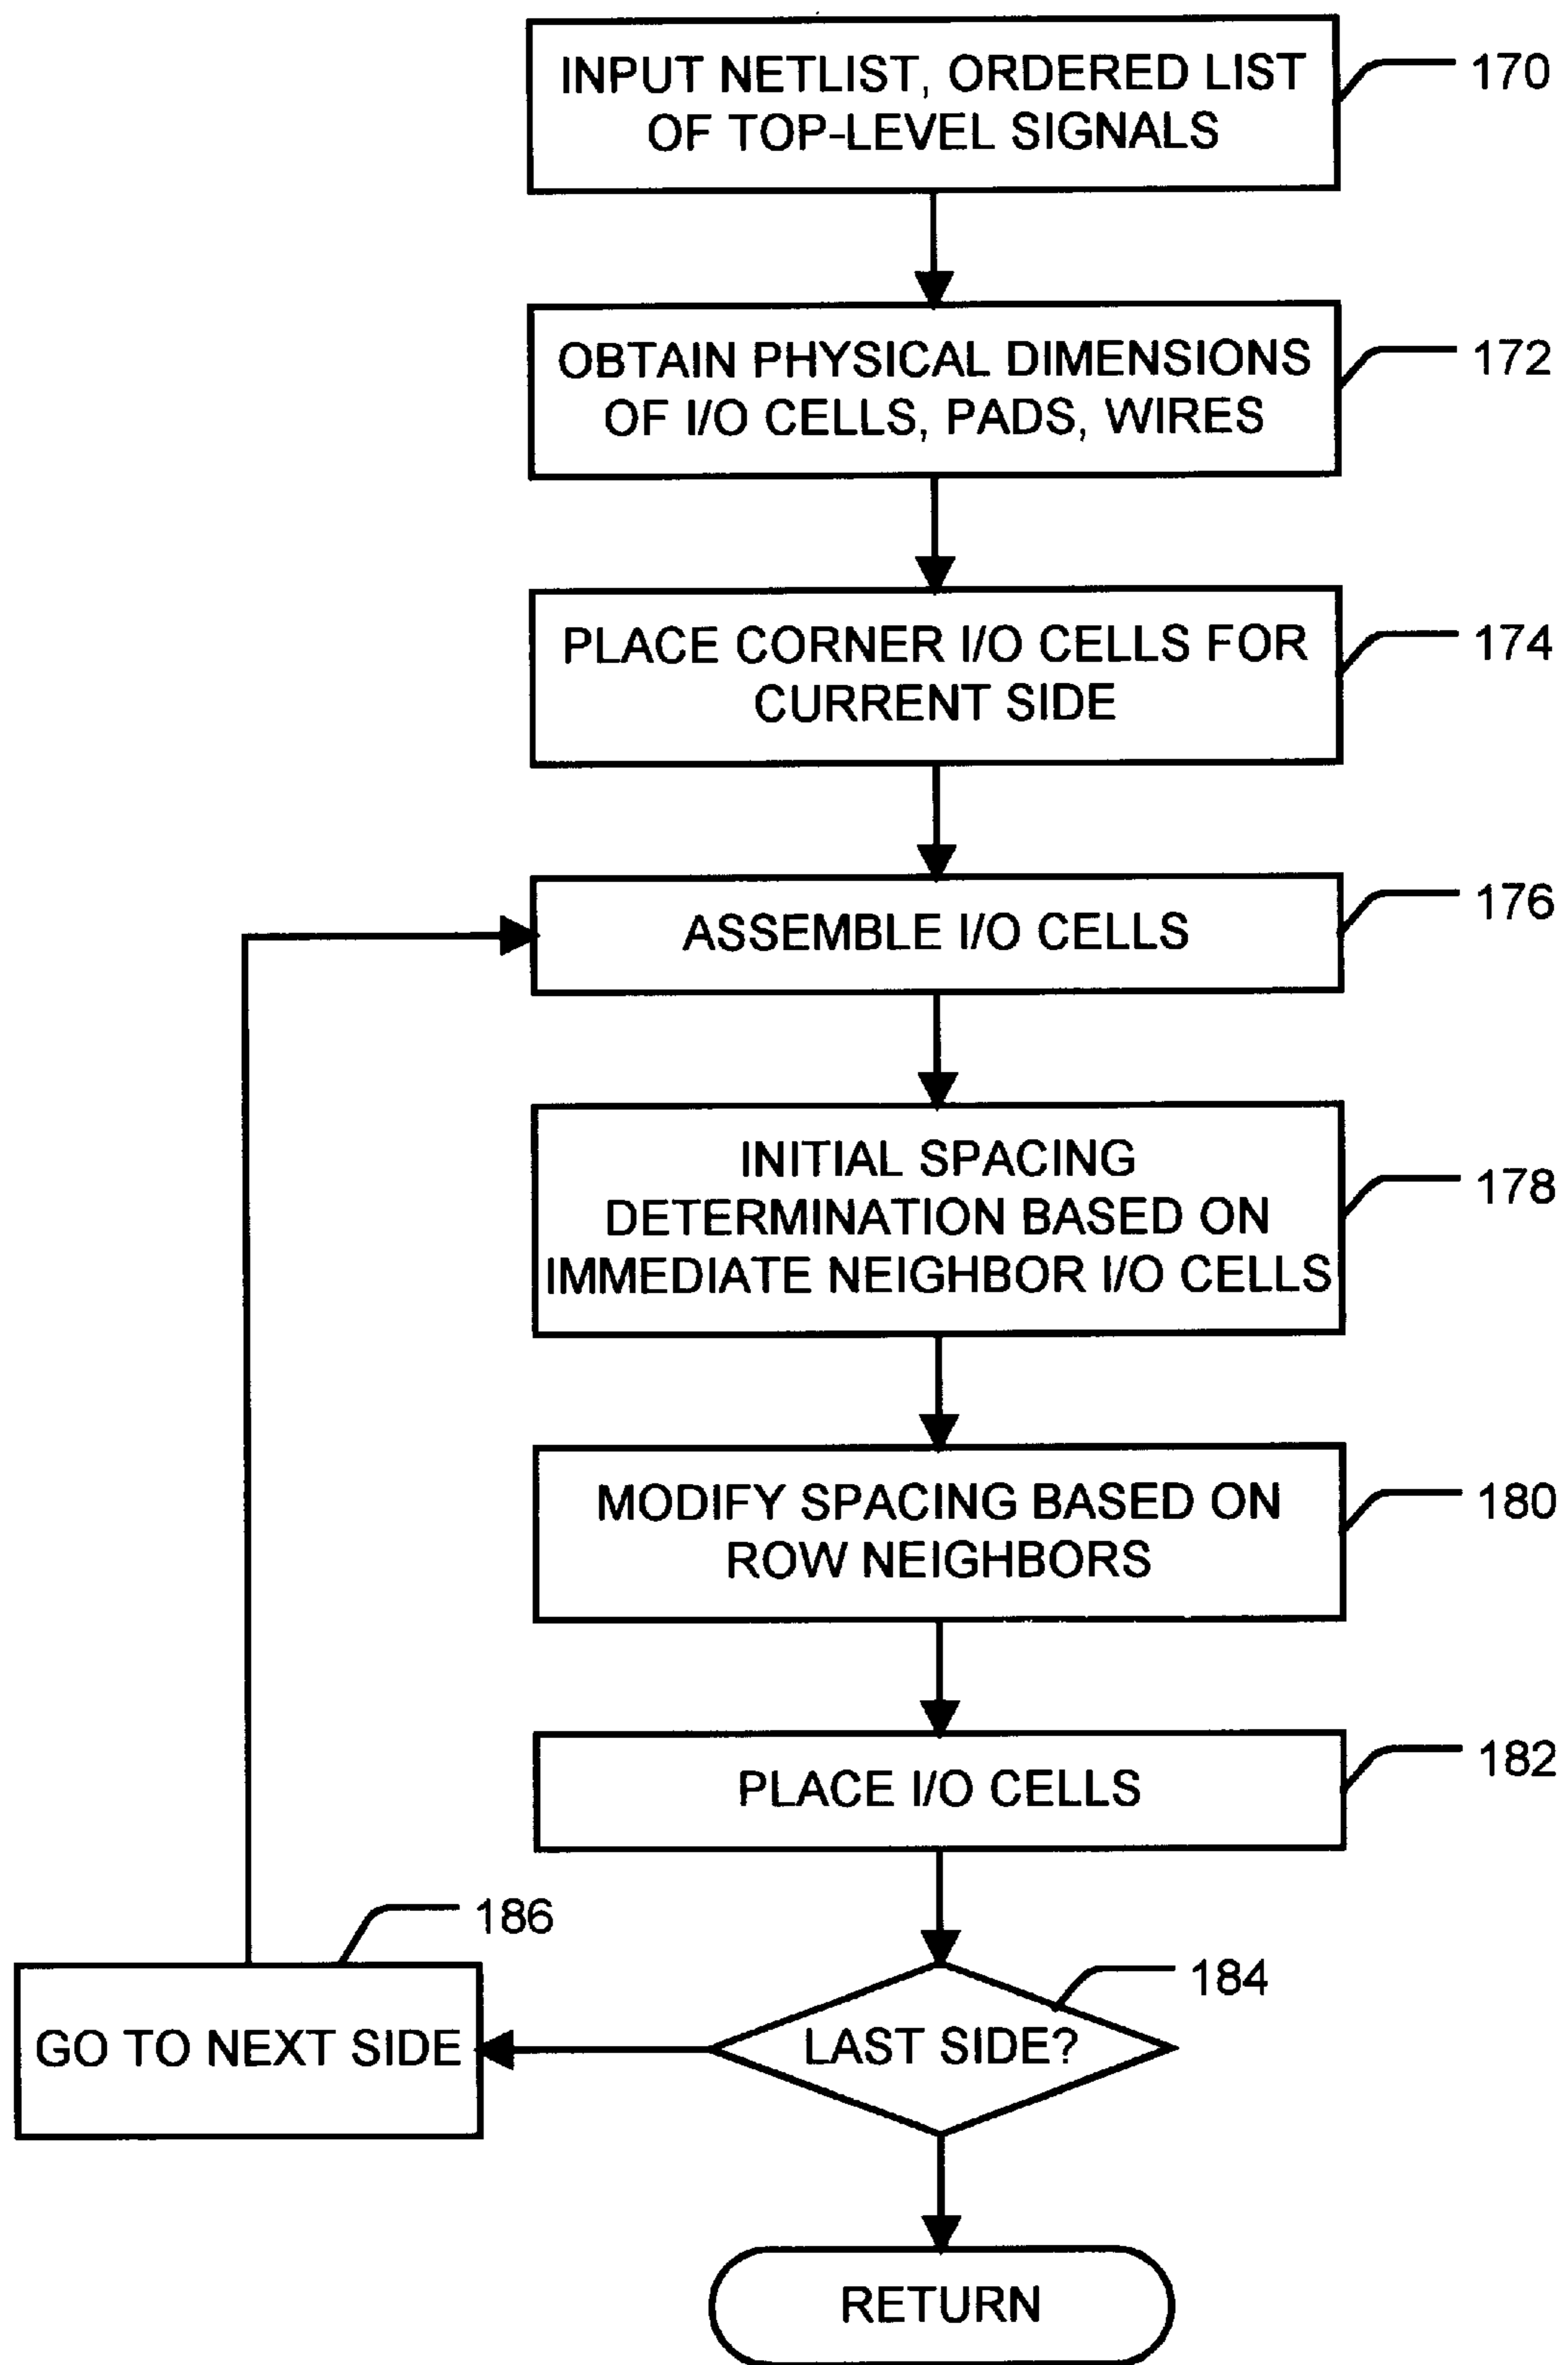 INPUT NETLIST, ORDERED LIST
OF TOP-LEVEL SIGNALS
170
OBTAIN PHYSICAL DIMENSIONS
OF I/O CELLS, PADS, WIRES
172
PLACE CORNER I/O CELLS FOR
CURRENT SIDE
174
ASSEMBLE I/O CELLS
176
INITIAL SPACING
DETERMINATION BASED ON
IMMEDIATE NEIGHBOR I/O CELLS
178
MODIFY SPACING BASED ON
ROW NEIGHBORS
180
PLACE I/O CELLS
182
LAST SIDE?
184
GO TO NEXT SIDE
186
RETURN